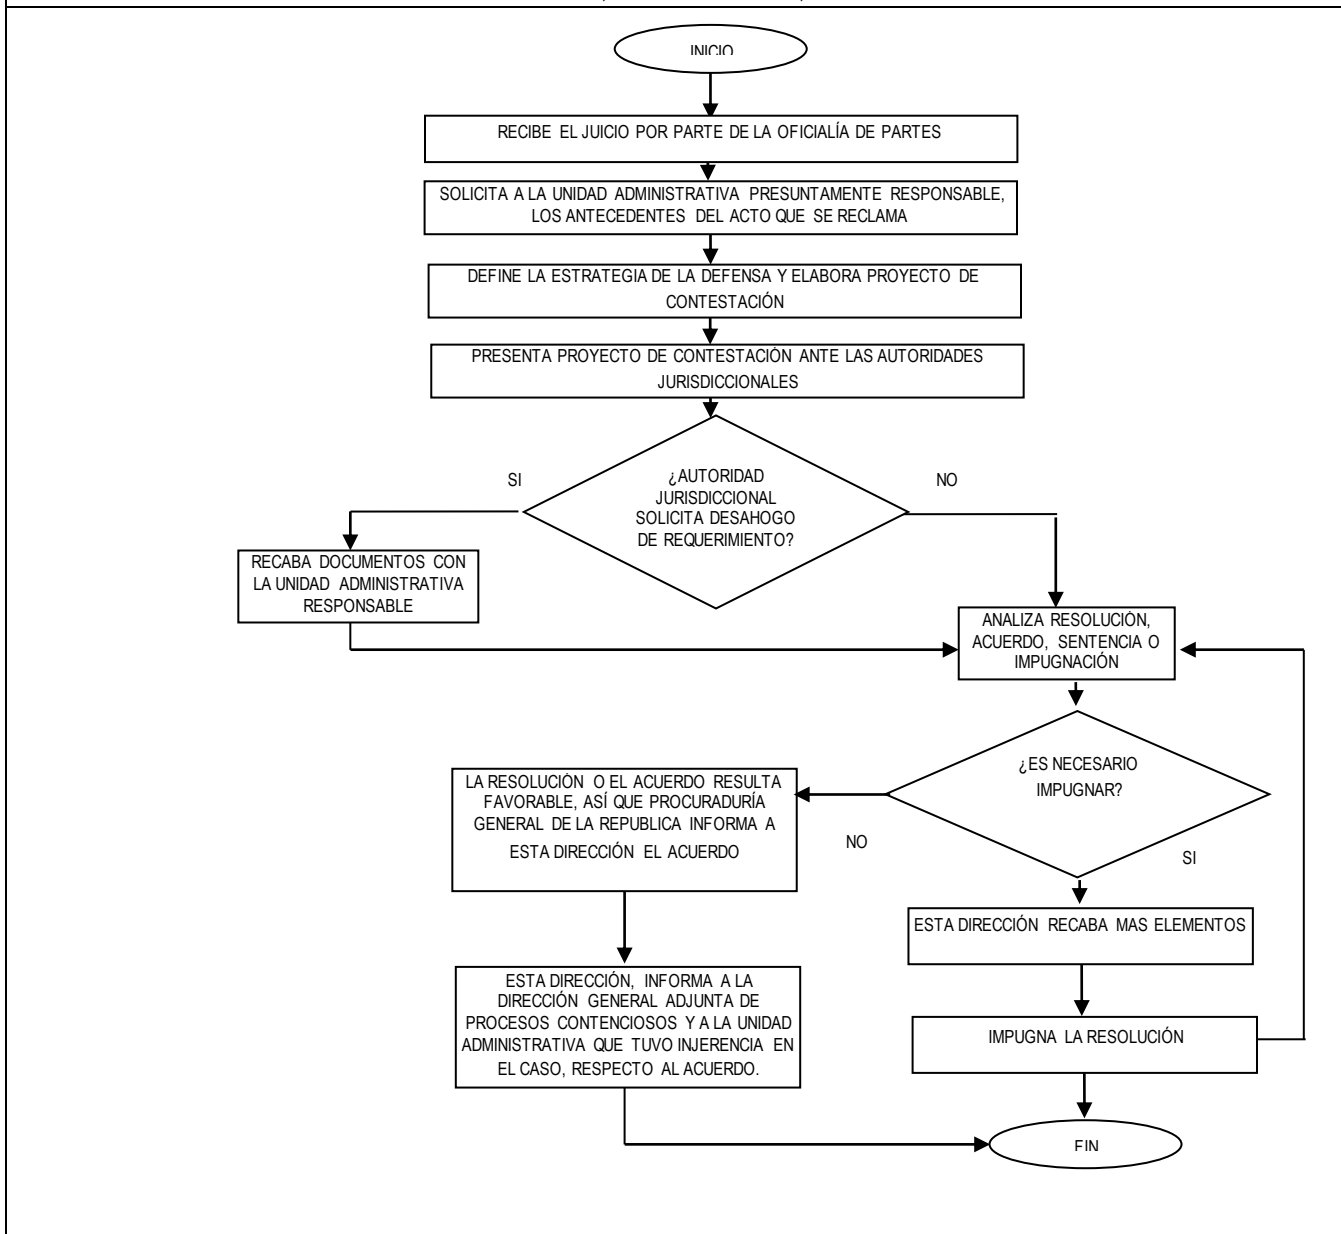 INICIO
RECIBE EL JUICIO POR PARTE DE LA OFICIALÍA DE PARTES
SOLICITA A LA UNIDAD ADMINISTRATIVA PRESUNTAMENTE RESPONSABLE,
LOS ANTECEDENTES DEL ACTO QUE SE RECLAMA
DEFINE LA ESTRATEGIA DE LA DEFENSA Y ELABORA PROYECTO DE
CONTESTACIÓN
PRESENTA PROYECTO DE CONTESTACIÓN ANTE LAS AUTORIDADES
JURISDICCIONALES
SI
¿AUTORIDAD
JURISDICCIONAL
SOLICITA DESAHOGO
DE REQUERIMIENTO?
NO
RECABA DOCUMENTOS CON
LA UNIDAD ADMINISTRATIVA
RESPONSABLE
ANALIZA RESOLUCIÓN,
ACUERDO, SENTENCIA O
IMPUGNACIÓN
¿ES NECESARIO
IMPUGNAR?
NO
SI
LA RESOLUCIÓN O EL ACUERDO RESULTA
FAVORABLE, ASÍ QUE PROCURADURÍA
GENERAL DE LA REPUBLICA INFORMA A
ESTA DIRECCIÓN EL ACUERDO
ESTA DIRECCIÓN RECABA MAS ELEMENTOS
ESTA DIRECCIÓN, INFORMA A LA
DIRECCIÓN GENERAL ADJUNTA DE
PROCESOS CONTENCIOSOS Y A LA UNIDAD
ADMINISTRATIVA QUE TUVO INJERENCIA EN
EL CASO, RESPECTO AL ACUERDO.
IMPUGNA LA RESOLUCIÓN
FIN